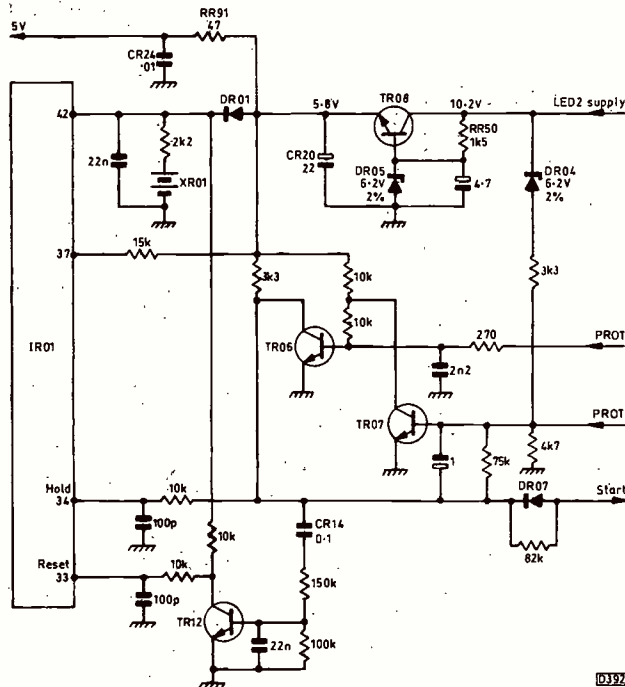 RR91
47
5V
CR24
·01
42
DR01
5·8V
TR08
10·2V
LED2 supply
22n
2k2
XR01
CR20
22
DR05
6·2V
2%
RR50
1k5
4·7
DR04
6·2V
2%
37
15k
3k3
10k
10k
3k3
IR01
TR06
270
PROT
2n2
TR07
PROT
1
75k
4k7
Hold
34
10k
DR07
Start
100p
10k
CR14
0·1
82k
Reset
33
10k
150k
100p
TR12
22n
100k